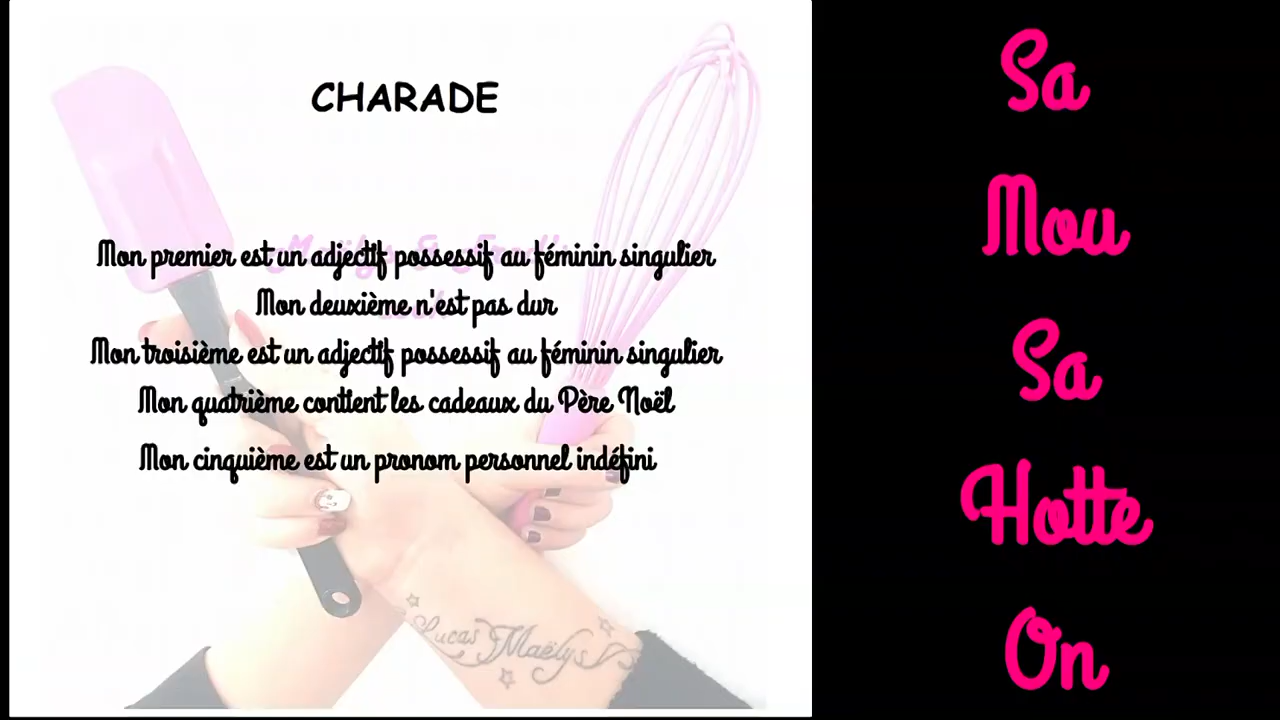 CHARADE
Mon premier est un adjectif possessif au féminin singulier
Mon deuxième n'est pas dur
Mon troisième est un adjectif possessif au féminin singulier
Mon quatrième contient les cadeaux du Père Noël
Mon cinquième est un pronom personnel indéfini
Lucas Maëlys
Sa
Mou
Sa
Hotte
On